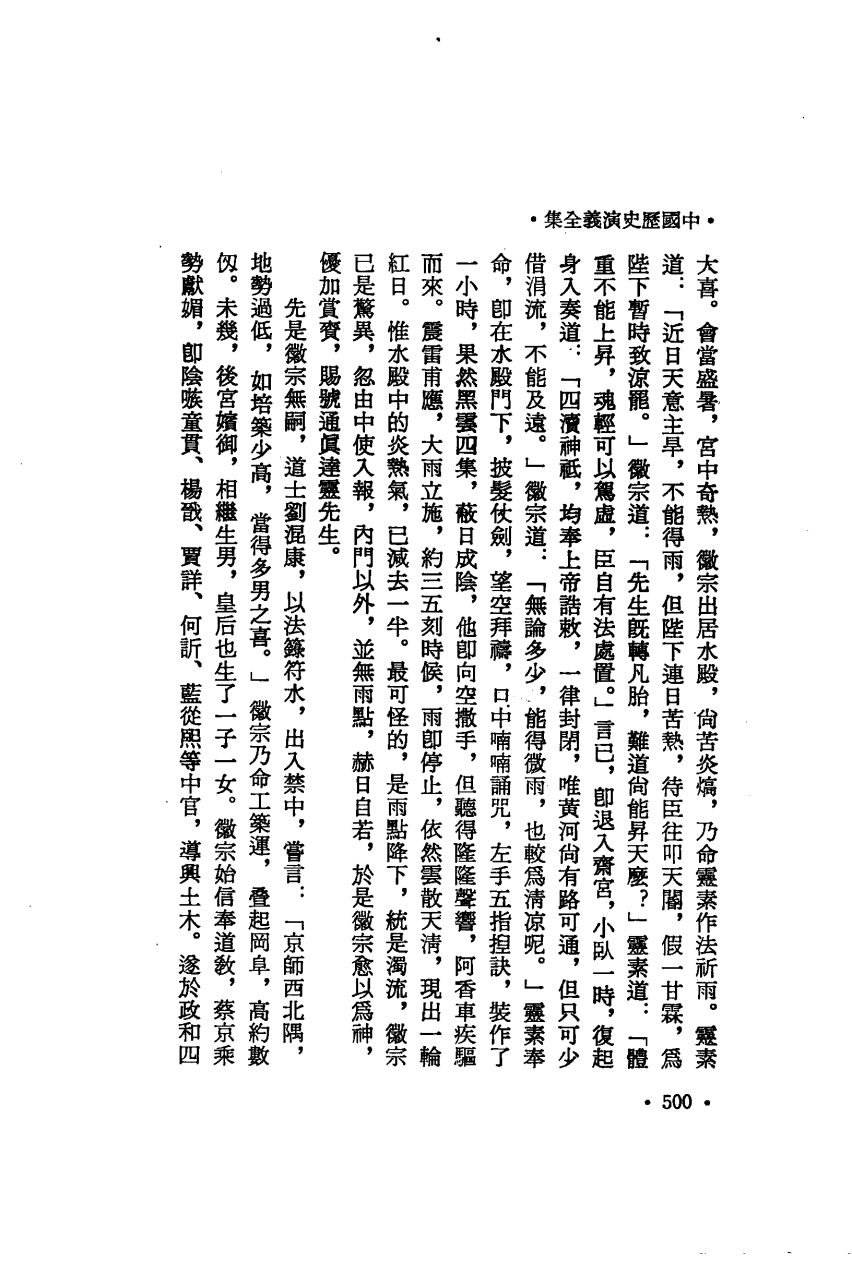 •中國歷史演義全集•
大喜。會當盛暑，宮中奇熱，徽宗出居水殿，尙苦炎熇，乃命靈素作法祈雨。靈素
道：「近日天意主旱，不能得雨，但陛下連日苦熱，待臣往叩天閽，假一甘霖，爲
陛下暫時致涼罷。」徽宗道：「先生旣轉凡胎，難道尙能昇天麽？」靈素道：「體
重不能上昇，魂輕可以駕虛，臣自有法處置。」言已，卽退入齋宮，小臥一時，復起
身入奏道：「四瀆神祗，均奉上帝誥敕，一律封閉，唯黃河尙有路可通，但只可少
借涓流，不能及遠。」徽宗道：「無論多少，能得微雨，也較爲淸凉呢。」靈素奉
命，卽在水殿門下，披髮仗劍，望空拜禱，口中喃喃誦咒，左手五指揑訣，裝作了
一小時，果然黑雲四集，蔽日成陰，他卽向空撒手，但聽得隆隆聲響，阿香車疾驅
而來。震雷甫應，大雨立施，約三五刻時候，雨卽停止，依然雲散天淸，現出一輪
紅日。惟水殿中的炎熱氣，已減去一半。最可怪的，是雨點降下，統是濁流，徽宗
已是驚異，忽由中使入報，內門以外，並無雨點，赫日自若，於是徽宗愈以爲神，
優加賞賚，賜號通眞達靈先生。
先是徽宗無嗣，道士劉混康，以法籙符水，出入禁中，嘗言：「京師西北隅，
地勢過低，如培築少高，當得多男之喜。」徽宗乃命工築運，疊起岡阜，高約數
仭。未幾，後宮嬪御，相繼生男，皇后也生了一子一女。徽宗始信奉道敎，蔡京乘
勢獻媚，卽陰嗾童貫、楊戩、賈詳、何訢、藍從熙等中官，導興土木。遂於政和四
•500•